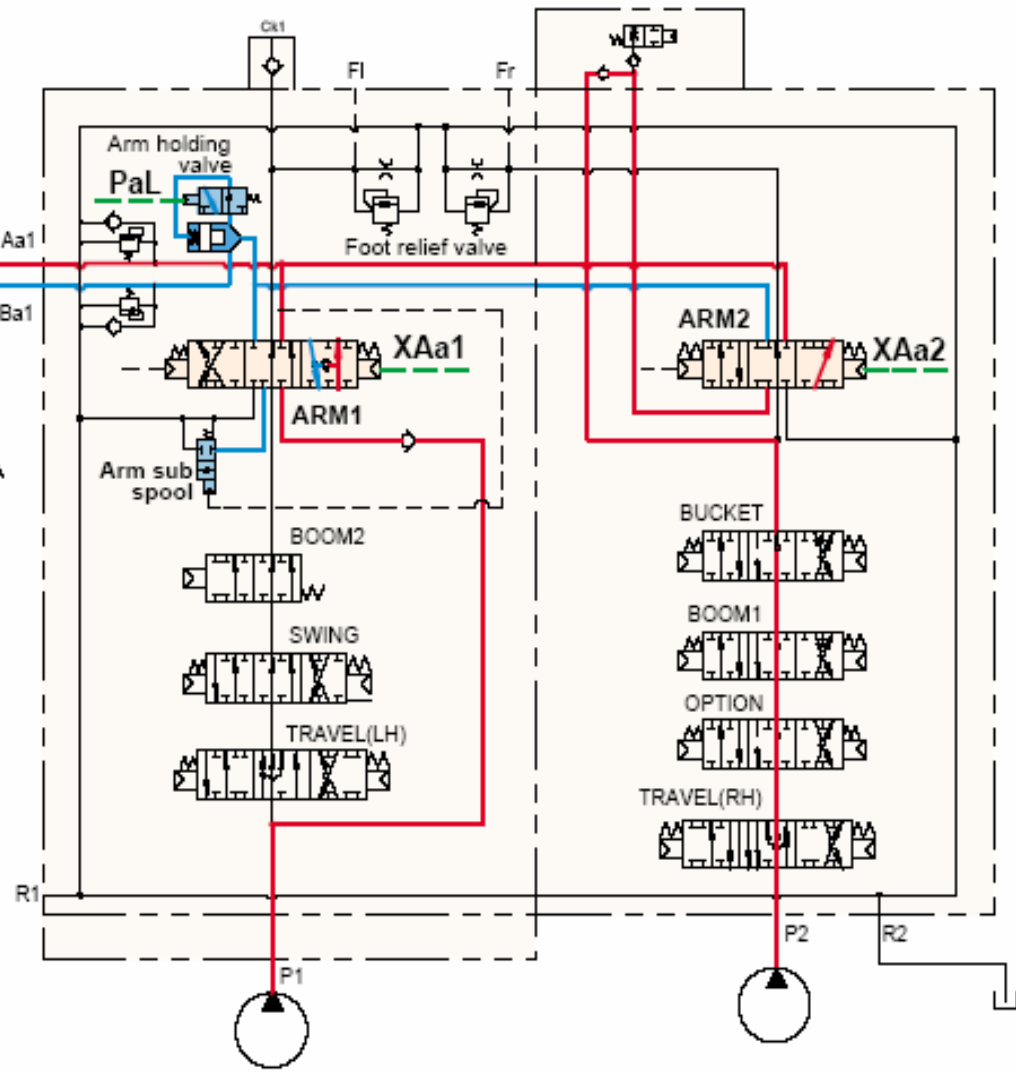 Ck1
Fl
Fr
Arm holding
valve
PaL
Aa1
Foot relief valve
Ba1
ARM2
XAa1
XAa2
ARM1
Arm sub
spool
BUCKET
BOOM2
BOOM1
SWING
OPTION
TRAVEL(LH)
TRAVEL(RH)
R1
P2
R2
P1